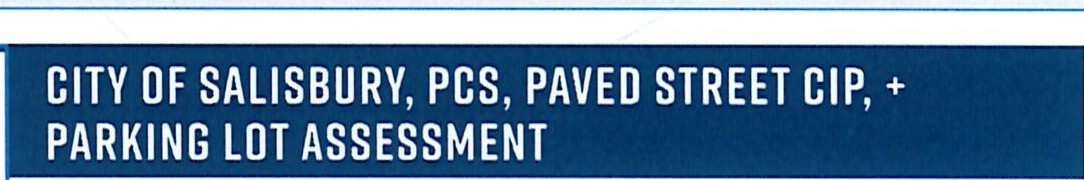 CITY OF SALISBURY, PCS, PAVED STREET CIP, +
PARKING LOT ASSESSMENT